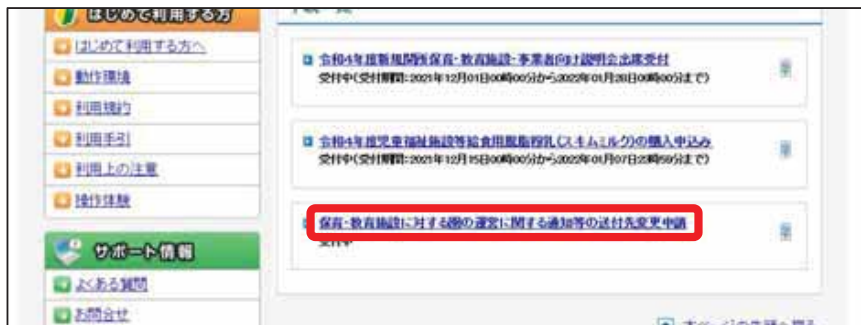 はじめて利用する方
はじめて利用する方へ
動作環境
利用規約
利用手引
利用上の注意
操作体験
サポート情報
よくある質問
お問合せ
令和4年度新規開所保育・教育施設・事業者向け説明会出席受付
受付中(受付期間:2021年12月01日00時00分から2022年01月28日00時00分まで)
令和4年度児童福祉施設等給食用脱脂粉乳(スキムミルク)の購入申込み
受付中(受付期間:2021年12月15日00時00分から2022年01月07日23時59分まで)
保育・教育施設に対する園の運営に関する通知等の送付先変更申請
受付中
本ページの先頭へ戻る